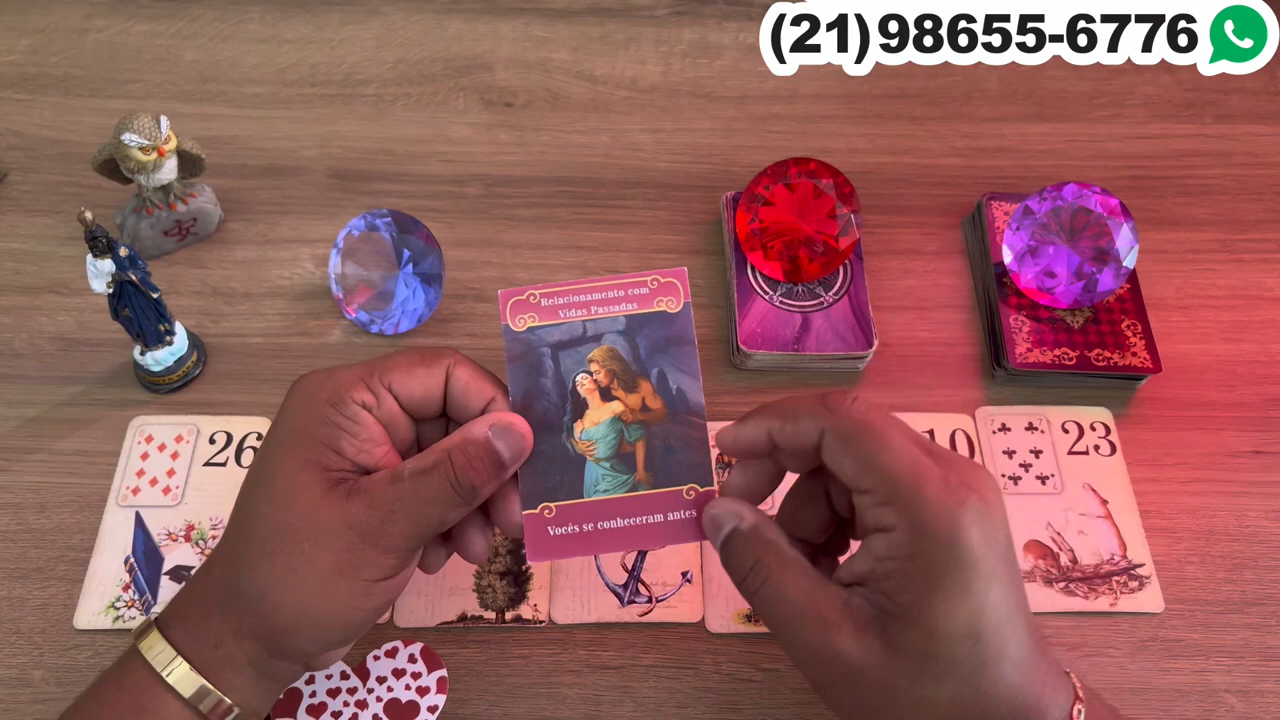 (21)98655-6776
Relacionamento com
Vidas Passadas
Vocês se conheceram antes
26
10
23